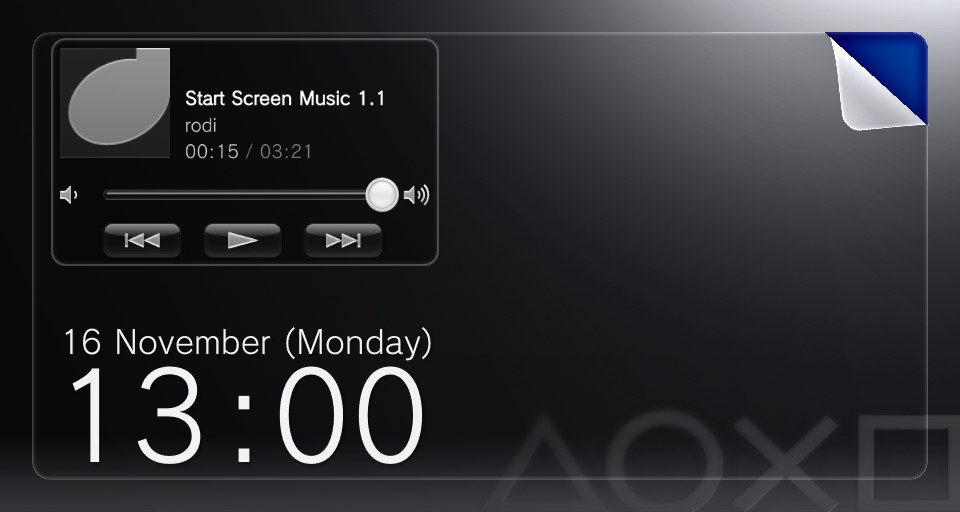 Start Screen Music 1.1
rodi
00:15 / 03:21
16 November (Monday)
13:00